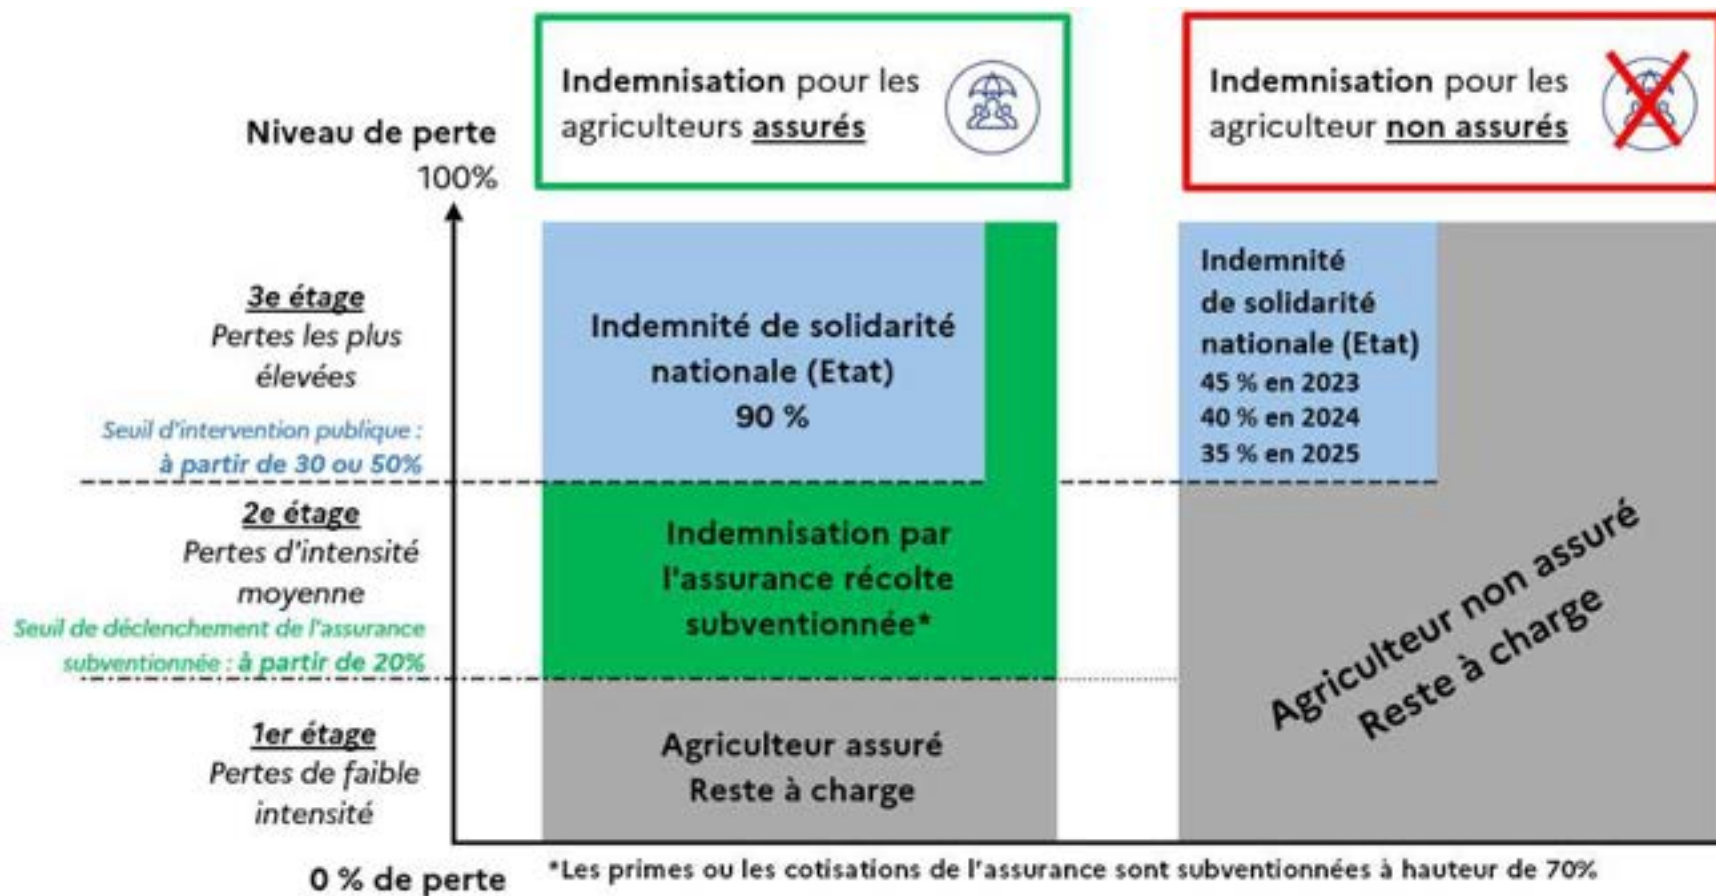 Indemnisation pour les
agriculteurs assurés
Indemnisation pour les
agriculteur non assurés
Niveau de perte
100%
3e étage
Pertes les plus
élevées
Seuil d'intervention publique :
à partir de 30 ou 50%
2e étage
Pertes d'intensité
moyenne
Seuil de déclenchement de l'assurance
subventionnée : à partir de 20%
1er étage
Pertes de faible
intensité
0 % de perte
Indemnité de solidarité
nationale (Etat)
90 %
Indemnisation par
l'assurance récolte
subventionnée*
Agriculteur assuré
Reste à charge
Indemnité
de solidarité
nationale (Etat)
45 % en 2023
40 % en 2024
35 % en 2025
Agriculteur non assuré
Reste à charge
*Les primes ou les cotisations de l'assurance sont subventionnées à hauteur de 70%